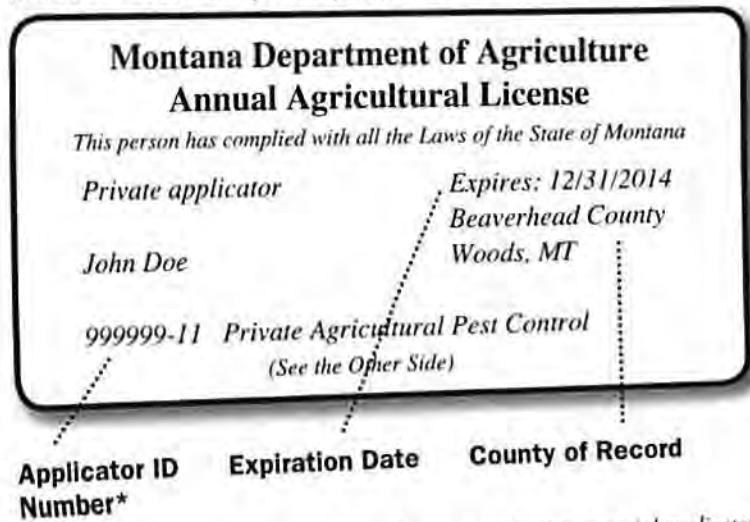 Montana Department of Agriculture
Annual Agricultural License
This person has complied with all the Laws of the State of Montana
Private applicator
Expires: 12/31/2014
Beaverhead County
John Doe
Woods, MT
999999-11 Private Agricultural Pest Control
(See the Other Side)
Applicator ID Number*
Expiration Date
County of Record